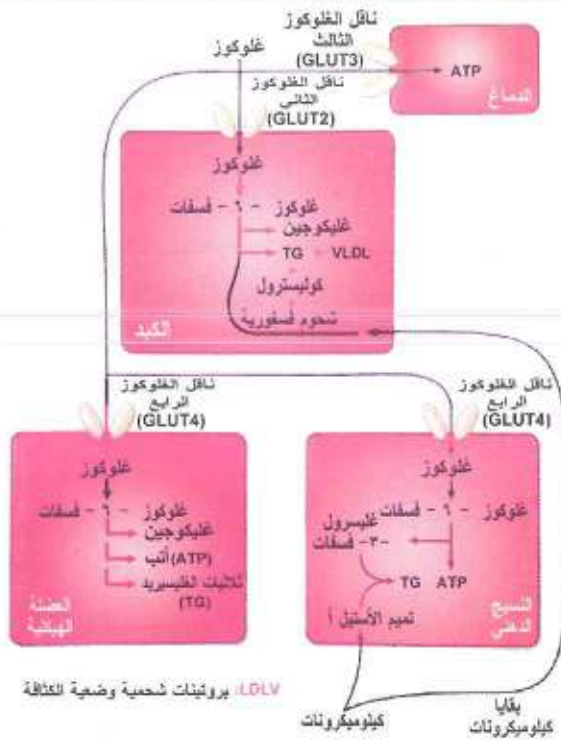 غلوكوز
ناقل الغلوكوز
الثالث
(GLUT3)
ATP
الدماغ
ناقل الغلوكوز
الثاني
(GLUT2)
غلوكوز
غلوكوز -٦- فسفات
غليكوجين
TG
VLDL
كوليسترول
شحوم فسفورية
الكبد
ناقل الغلوكوز
الرابع
(GLUT4)
غلوكوز
غلوكوز -٦- فسفات
غليسرول
-٣- فسفات
TG ATP
تميم الأستيل أ
النسيج
الدهني
ناقل الغلوكوز
الرابع
(GLUT4)
غلوكوز
غلوكوز -٦- فسفات
غليكوجين
أتب (ATP)
ثلاثيات الغليسيريد
(TG)
العضلة
الهيكلية
بقايا
كيلوميكرونات
كيلوميكرونات
LDLV: بروتينات شحمية وضعية الكثافة